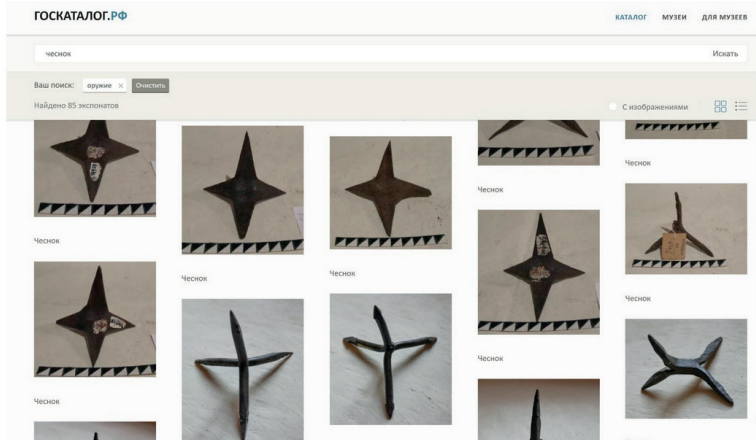 ГОСКАТАЛОГ.РФ
КАТАЛОГ МУЗЕИ ДЛЯ МУЗЕЕВ
чеснок Искать
Ваш поиск: оружие × Очистить
Найдено 85 экспонатов С изображениями
Чеснок
Чеснок
Чеснок
Чеснок
Чеснок
Чеснок
Чеснок
Чеснок